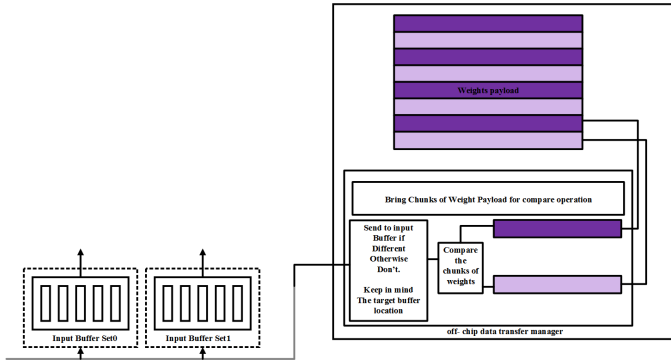 Weights payload
Bring Chunks of Weight Payload for compare operation
Send to input
Buffer if
Different
Otherwise
Don't.
Keep in mind
The target buffer
location
Compare
the
chunks of
weights
off- chip data transfer manager
Input Buffer Set0
Input Buffer Set1